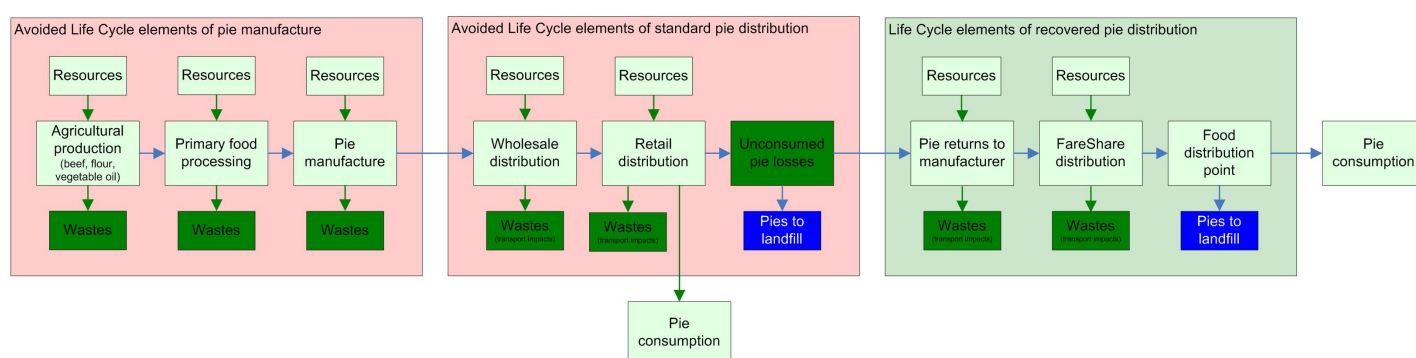 Avoided Life Cycle elements of pie manufacture
Resources
Resources
Resources
Agricultural
production
(beef, flour,
vegetable oil)
Primary food
processing
Pie
manufacture
Wastes
Wastes
Wastes
Avoided Life Cycle elements of standard pie distribution
Resources
Resources
Wholesale
distribution
Retail
distribution
Unconsumed
pie losses
Wastes
(transport impacts)
Wastes
(transport impacts)
Pies to
landfill
Pie
consumption
Life Cycle elements of recovered pie distribution
Resources
Resources
Pie returns to
manufacturer
FareShare
distribution
Food
distribution
point
Wastes
(transport impacts)
Wastes
(transport impacts)
Pies to
landfill
Pie
consumption